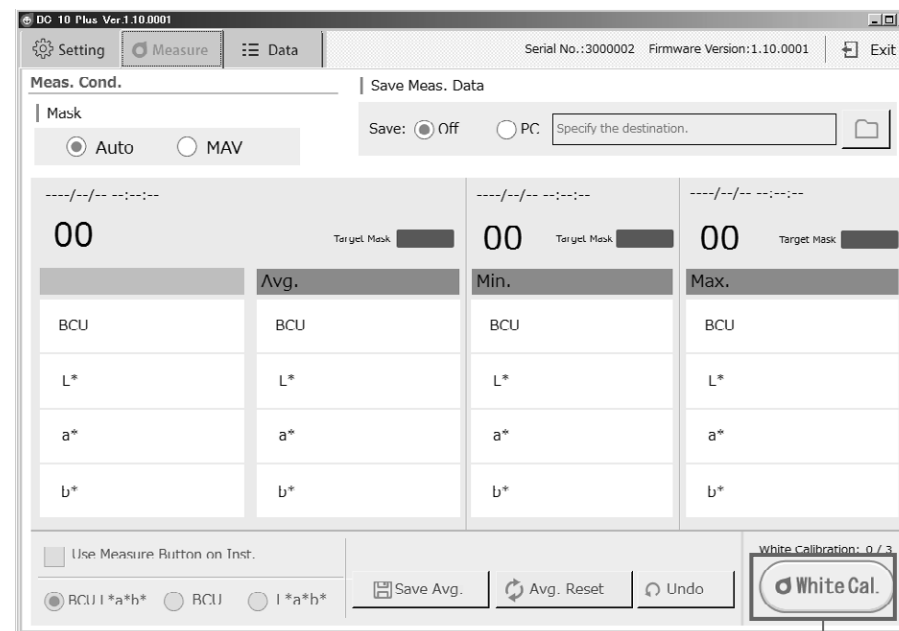 DC 10 Plus Ver.1.10.0001
Setting Measure Data Serial No.:3000002 Firmware Version:1.10.0001 Exit
Meas. Cond.
Save Meas. Data
Mask
Save: Off PC Specify the destination.
Auto MAV
----/--/-- --:--:-- ----/--/-- --:--:-- ----/--/-- --:--:--
00 Target Mask 00 Target Mask 00 Target Mask
Avg. Min. Max.
BCU BCU BCU BCU
L* L* L* L*
a* a* a* a*
b* b* b* b*
Use Measure Button on Inst.
White Calibration: 0 / 3
BCU L*a*b* BCU L*a*b* Save Avg. Avg. Reset Undo White Cal.